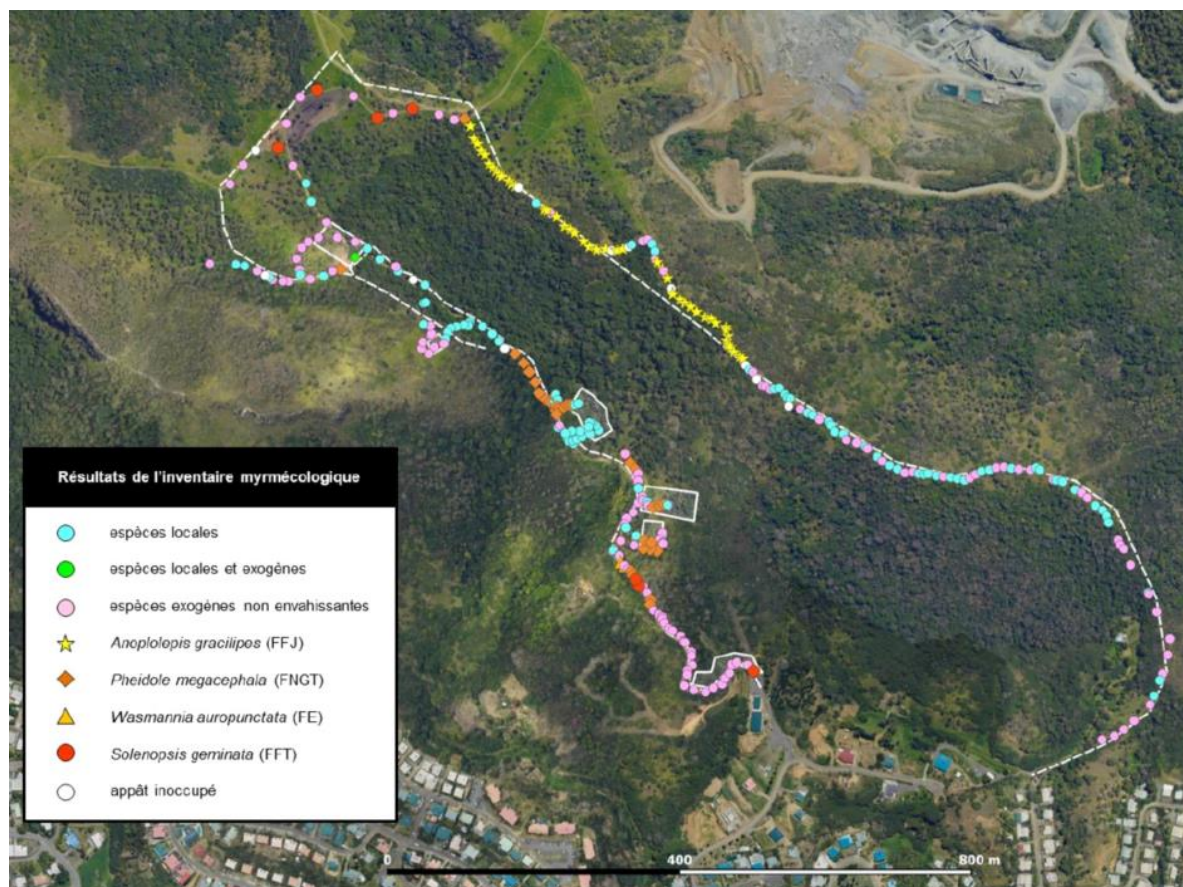 Résultats de l'inventaire myrmécologique
espèces locales
espèces locales et exogènes
espèces exogènes non envahissantes
Anoplolepis gracilipes (FFJ)
Pheidole megacephala (FNGT)
Wasmannia auropunctata (FE)
Solenopsis geminata (FFT)
appât inoccupé
0 400 800 m